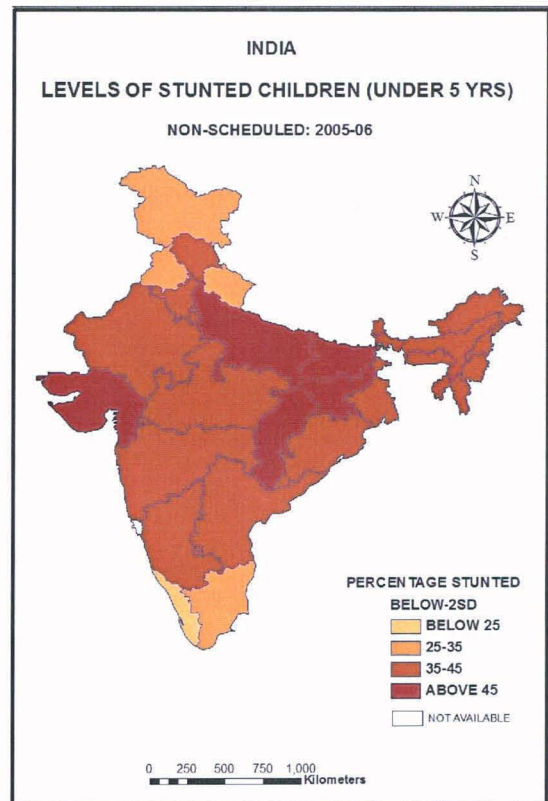 INDIA
LEVELS OF STUNTED CHILDREN (UNDER 5 YRS)
NON-SCHEDULED: 2005-06
N
W E
S
PERCENTAGE STUNTED
BELOW-2SD
BELOW 25
25-35
35-45
ABOVE 45
NOT AVAILABLE
0 250 500 750 1,000
Kilometers